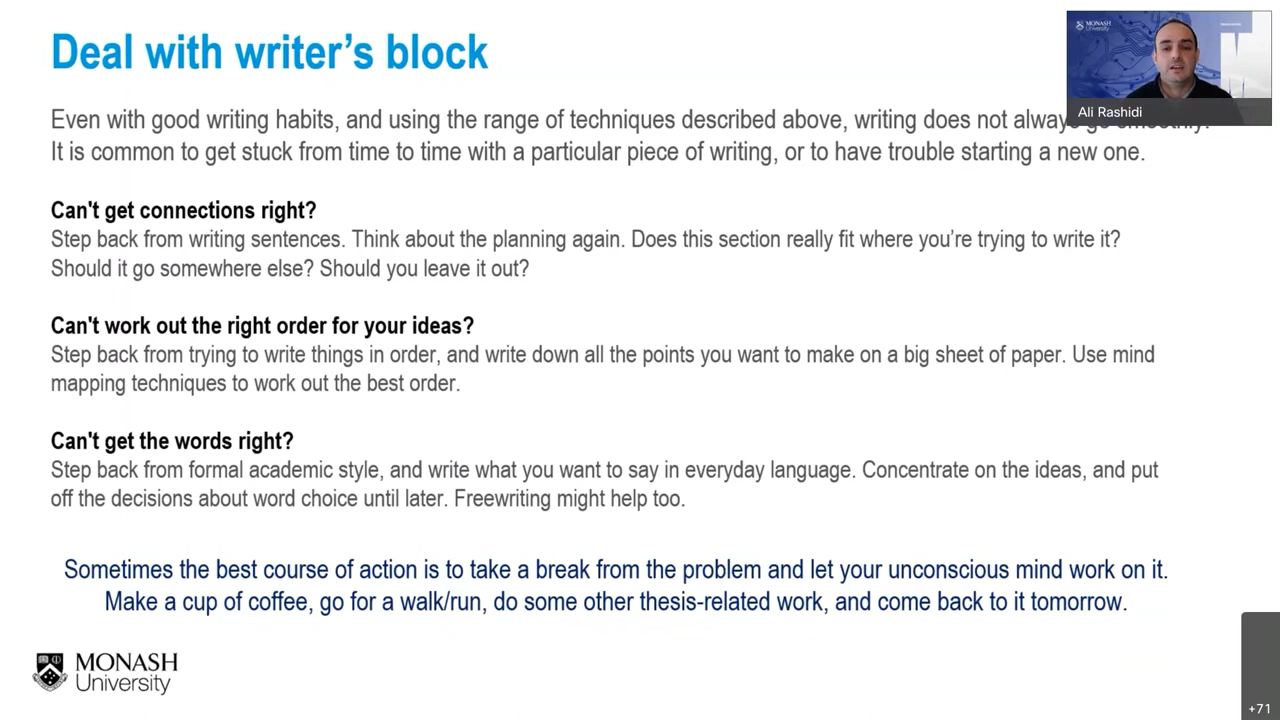 Deal with writer's block
MONASH
University
Ali Rashidi
Even with good writing habits, and using the range of techniques described above, writing does not always go smoothly.
It is common to get stuck from time to time with a particular piece of writing, or to have trouble starting a new one.
Can't get connections right?
Step back from writing sentences. Think about the planning again. Does this section really fit where you're trying to write it?
Should it go somewhere else? Should you leave it out?
Can't work out the right order for your ideas?
Step back from trying to write things in order, and write down all the points you want to make on a big sheet of paper. Use mind
mapping techniques to work out the best order.
Can't get the words right?
Step back from formal academic style, and write what you want to say in everyday language. Concentrate on the ideas, and put
off the decisions about word choice until later. Freewriting might help too.
Sometimes the best course of action is to take a break from the problem and let your unconscious mind work on it.
Make a cup of coffee, go for a walk/run, do some other thesis-related work, and come back to it tomorrow.
MONASH
University
+71